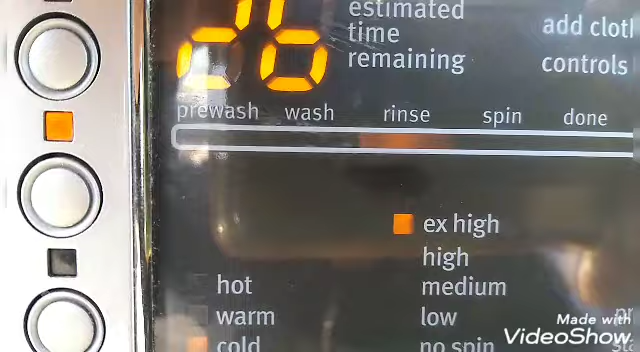 26
estimated
time
remaining
add
controls
prewash wash rinse spin done
ex high
high
medium
low
no spin
hot
warm
cold
Made with
VideoShow